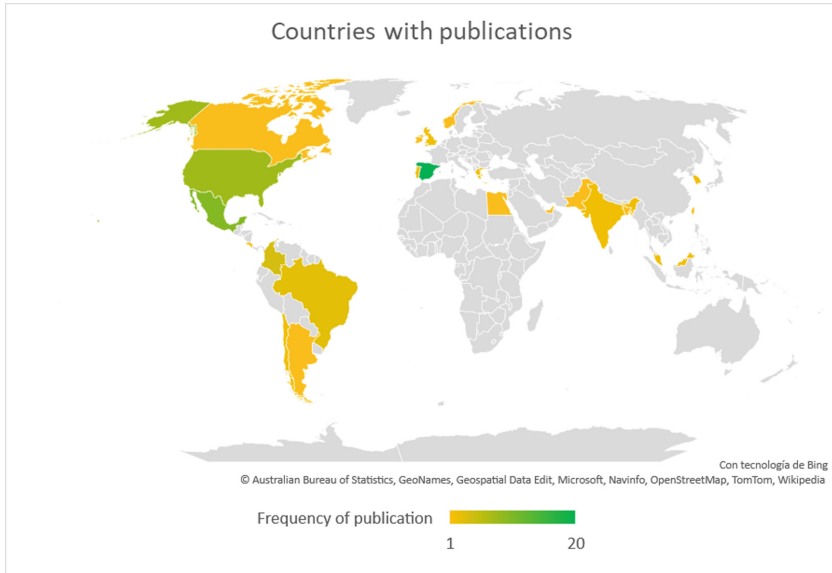 Countries with publications
Con tecnología de Bing
© Australian Bureau of Statistics, GeoNames, Geospatial Data Edit, Microsoft, Navinfo, OpenStreetMap, TomTom, Wikipedia
Frequency of publication
1 20